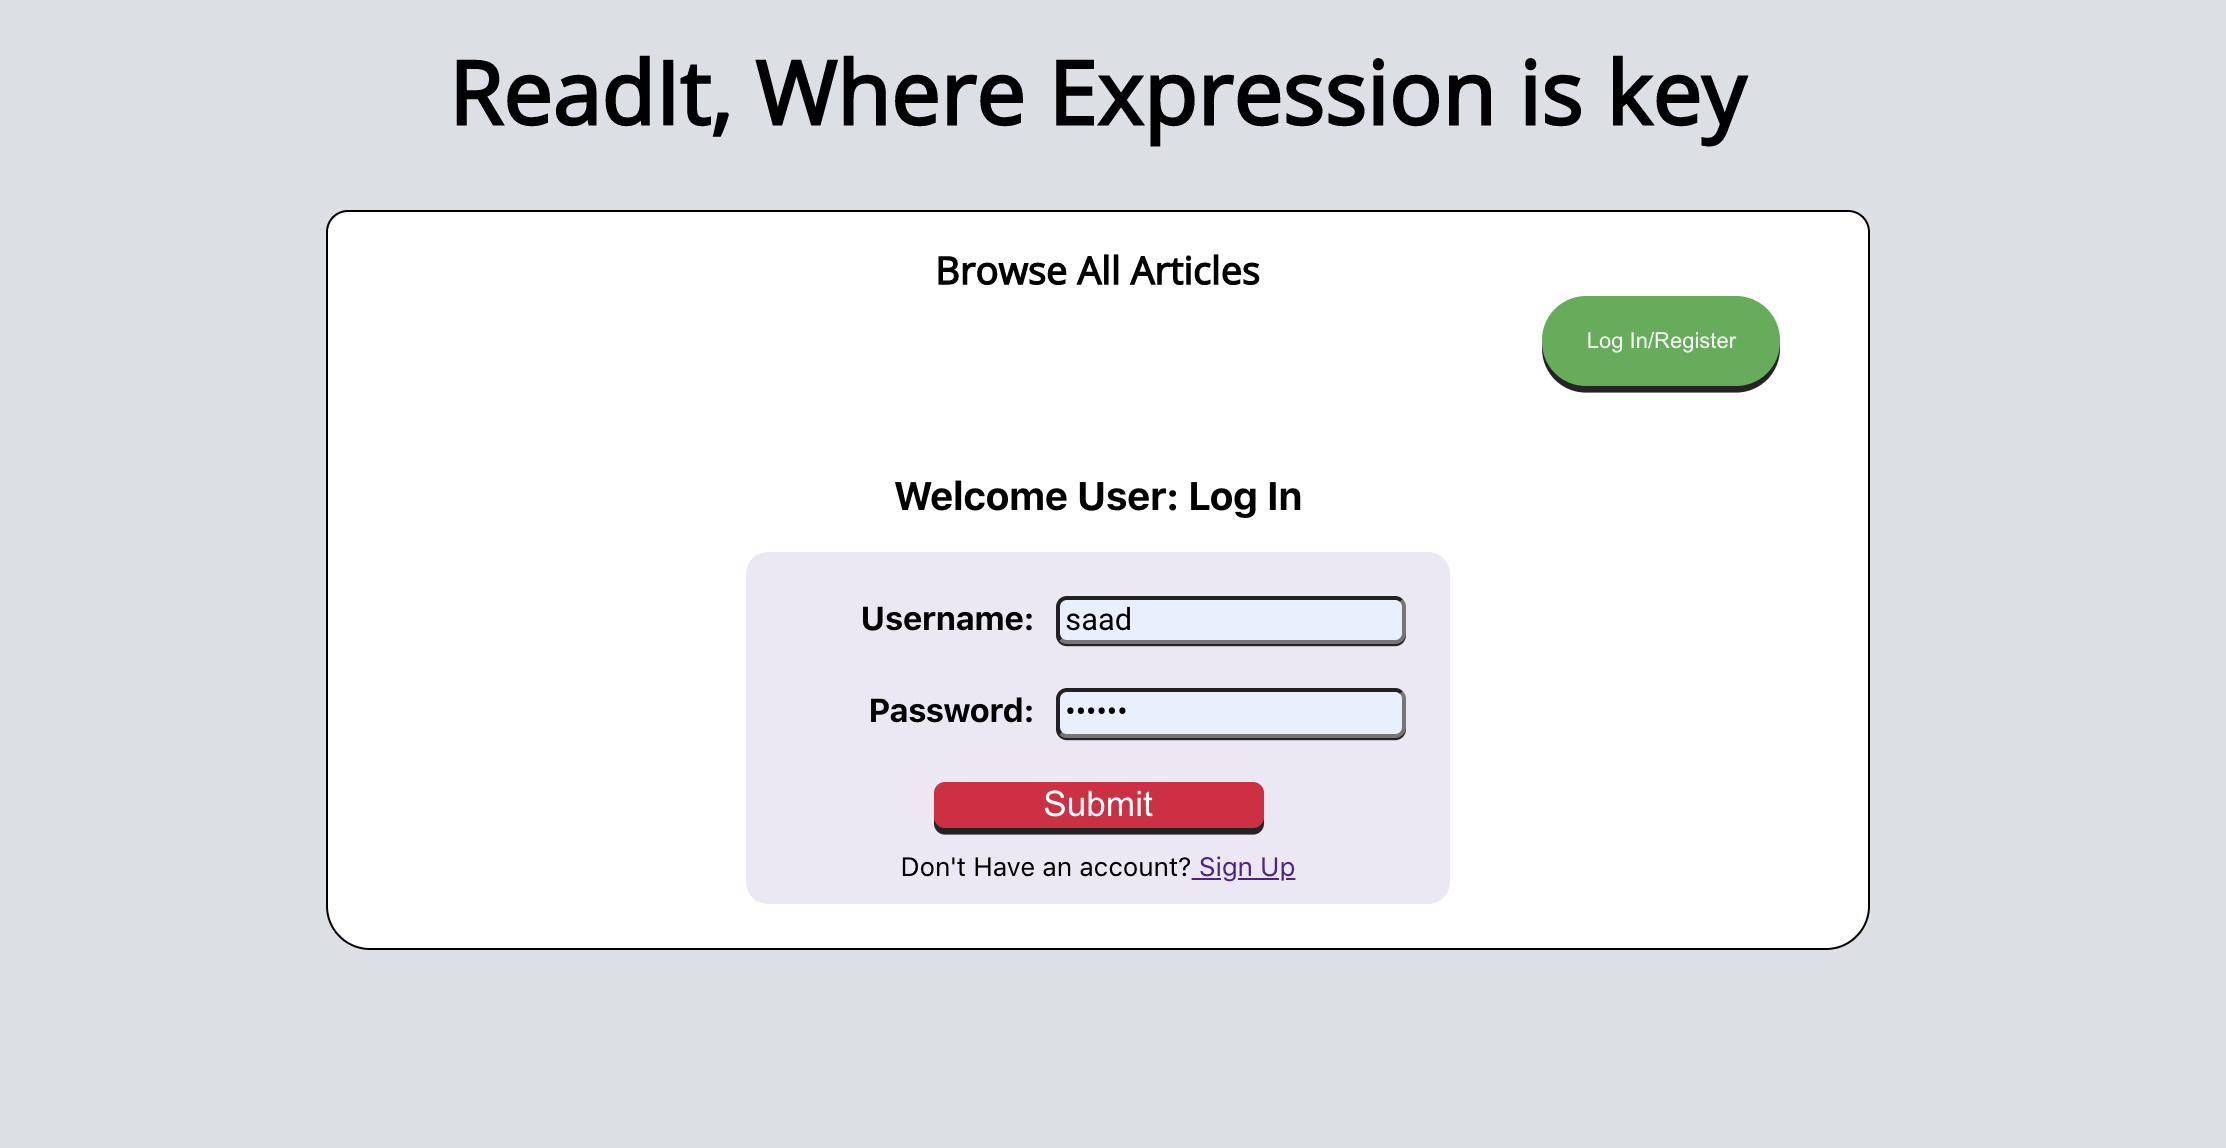 ReadIt, Where Expression is key
Browse All Articles
Log In/Register
Welcome User: Log In
Username: saad
Password: ••••••
Submit
Don't Have an account? Sign Up